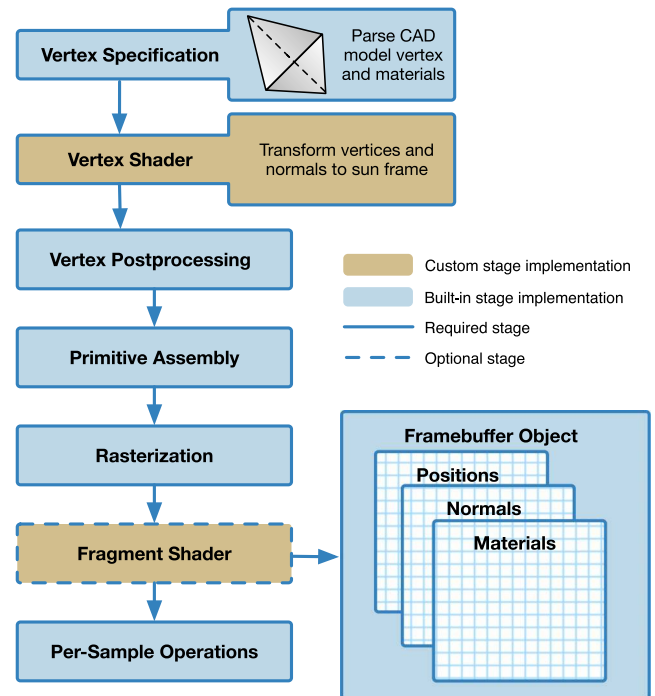 Vertex Specification
Parse CAD
model vertex
and materials
Vertex Shader
Transform vertices and
normals to sun frame
Vertex Postprocessing
Custom stage implementation
Built-in stage implementation
Required stage
Optional stage
Primitive Assembly
Rasterization
Fragment Shader
Per-Sample Operations
Framebuffer Object
Positions
Normals
Materials